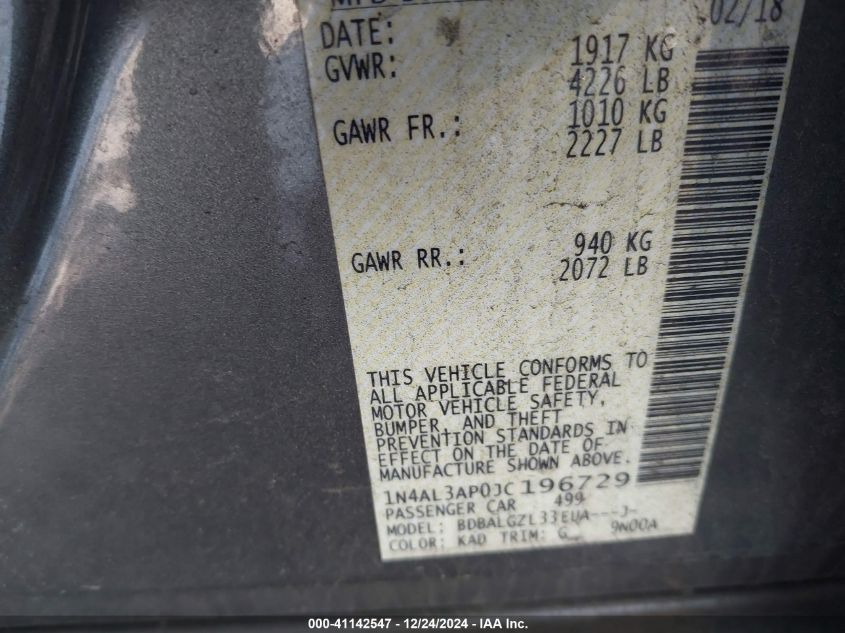 02/18
DATE:
GVWR: 1917 KG
4226 LB
GAWR FR.: 1010 KG
2227 LB
GAWR RR.: 940 KG
2072 LB
THIS VEHICLE CONFORMS TO
ALL APPLICABLE FEDERAL
MOTOR VEHICLE SAFETY,
BUMPER, AND THEFT
PREVENTION STANDARDS IN
EFFECT ON THE DATE OF
MANUFACTURE SHOWN ABOVE.
1N4AL3AP0JC196729
PASSENGER CAR 499
MODEL: BDBALGZL33EUA---J-
COLOR: KAD TRIM: G 9N00A
000-41142547 - 12/24/2024 - IAA Inc.